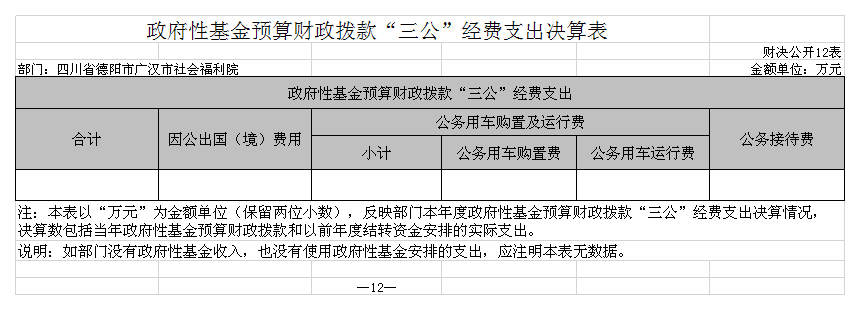 政府性基金预算财政拨款“三公”经费支出决算表
财决公开12表
部门：四川省德阳市广汉市社会福利院
金额单位：万元
政府性基金预算财政拨款“三公”经费支出
合计
因公出国（境）费用
公务用车购置及运行费
公务接待费
小计
公务用车购置费
公务用车运行费
注：本表以“万元”为金额单位（保留两位小数），反映部门本年度政府性基金预算财政拨款“三公”经费支出决算情况，
决算数包括当年政府性基金预算财政拨款和以前年度结转资金安排的实际支出。
说明：如部门没有政府性基金收入，也没有使用政府性基金安排的支出，应注明本表无数据。
—12—